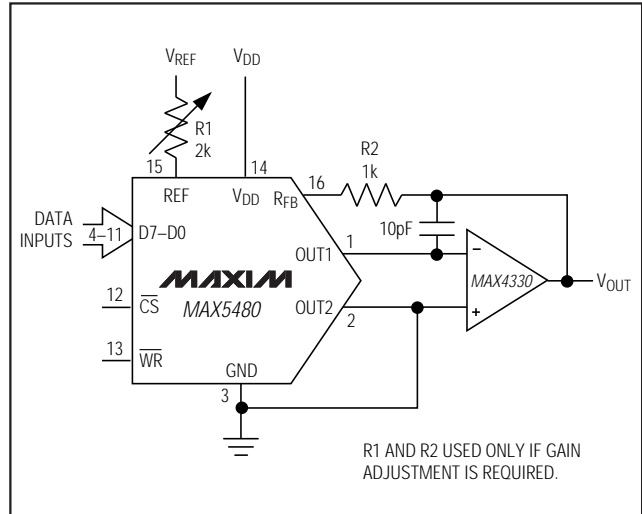 VREF
VDD
R1
2k
15
14
16
R2
1k
REF
VDD
RFB
10pF
DATA
INPUTS
4–11
D7–D0
OUT1
1
MAXIM
MAX5480
MAX4330
–
+
VOUT
12
CS
OUT2
2
13
WR
GND
3
R1 AND R2 USED ONLY IF GAIN
ADJUSTMENT IS REQUIRED.